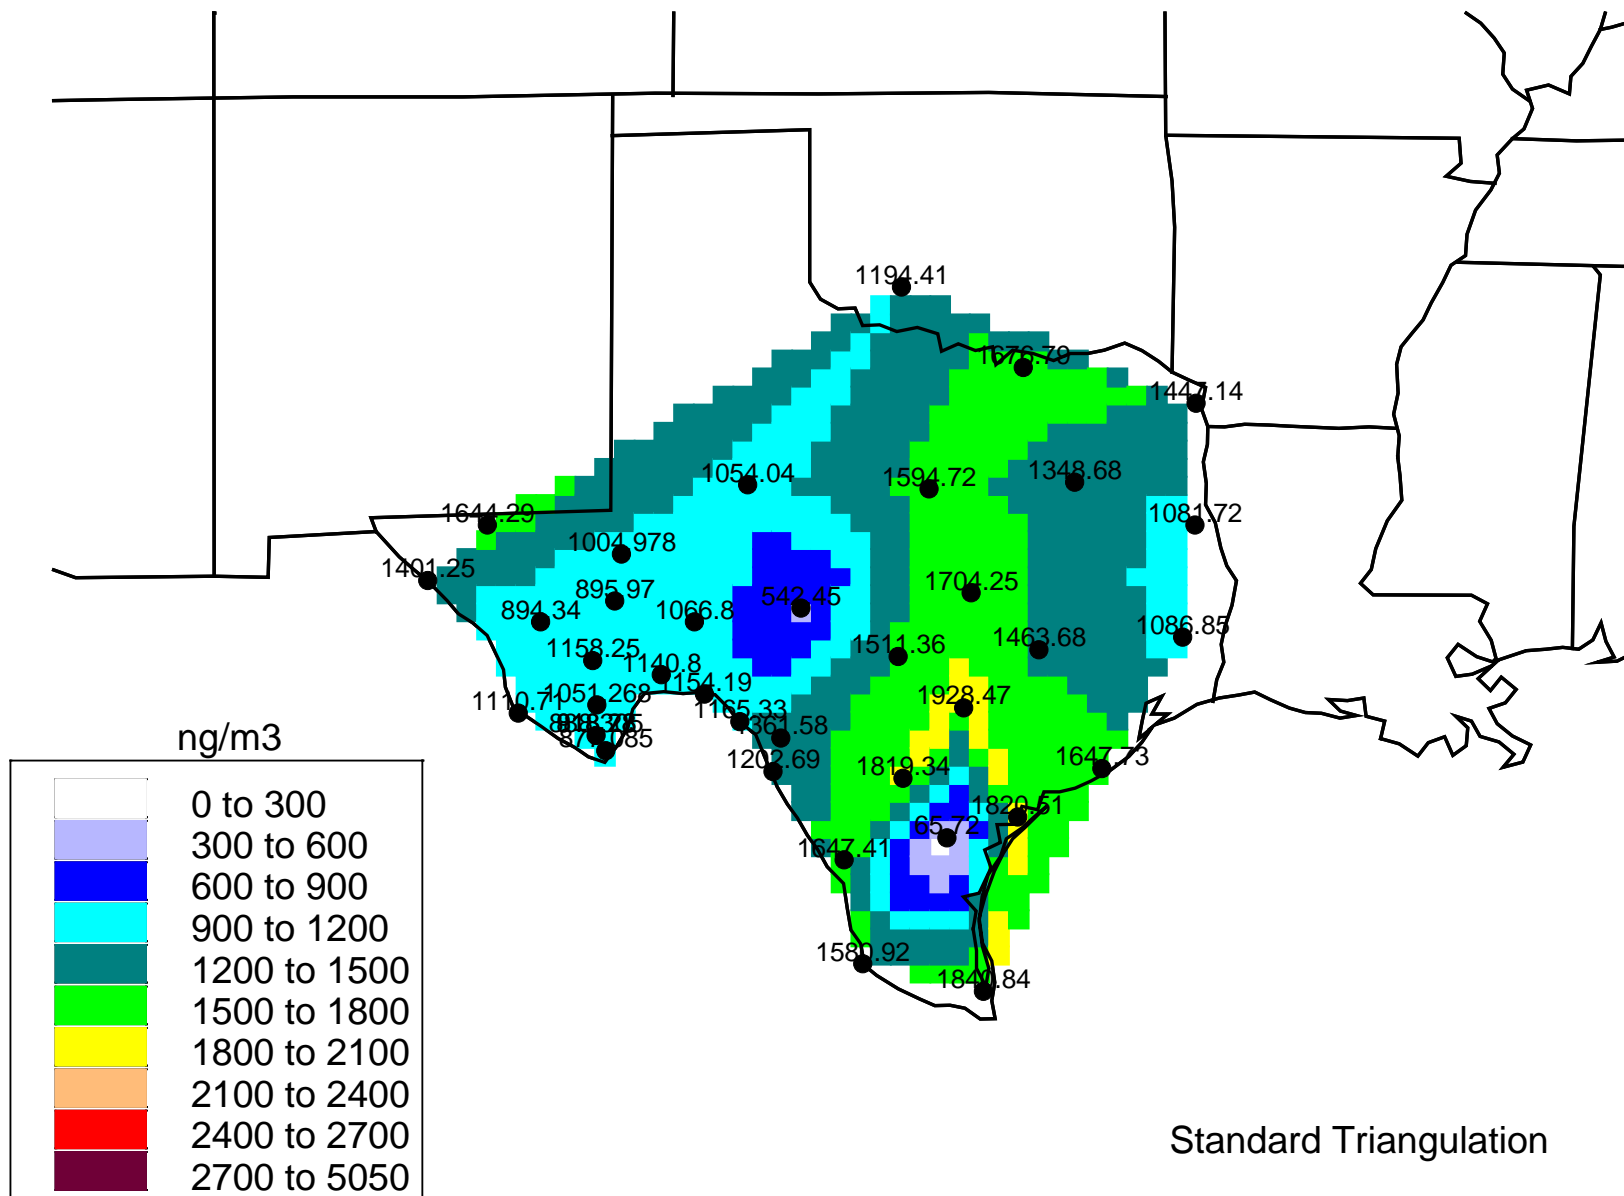 1194.41
1676.79
1447.14
1054.04
1594.72
1348.68
1644.29
1081.72
1004.978
1401.25
895.97
1704.25
542.45
894.34
1066.8
1086.85
1463.68
1511.36
1158.25
1140.8
1154.19
1928.47
1051.268
1110.71
1165.33
1361.58
ng/m3
1202.69
1819.34
1647.73
0 to 300
1820.51
65.72
300 to 600
1647.41
600 to 900
900 to 1200
1580.92
1200 to 1500
1840.84
1500 to 1800
1800 to 2100
2100 to 2400
2400 to 2700
Standard Triangulation
2700 to 5050